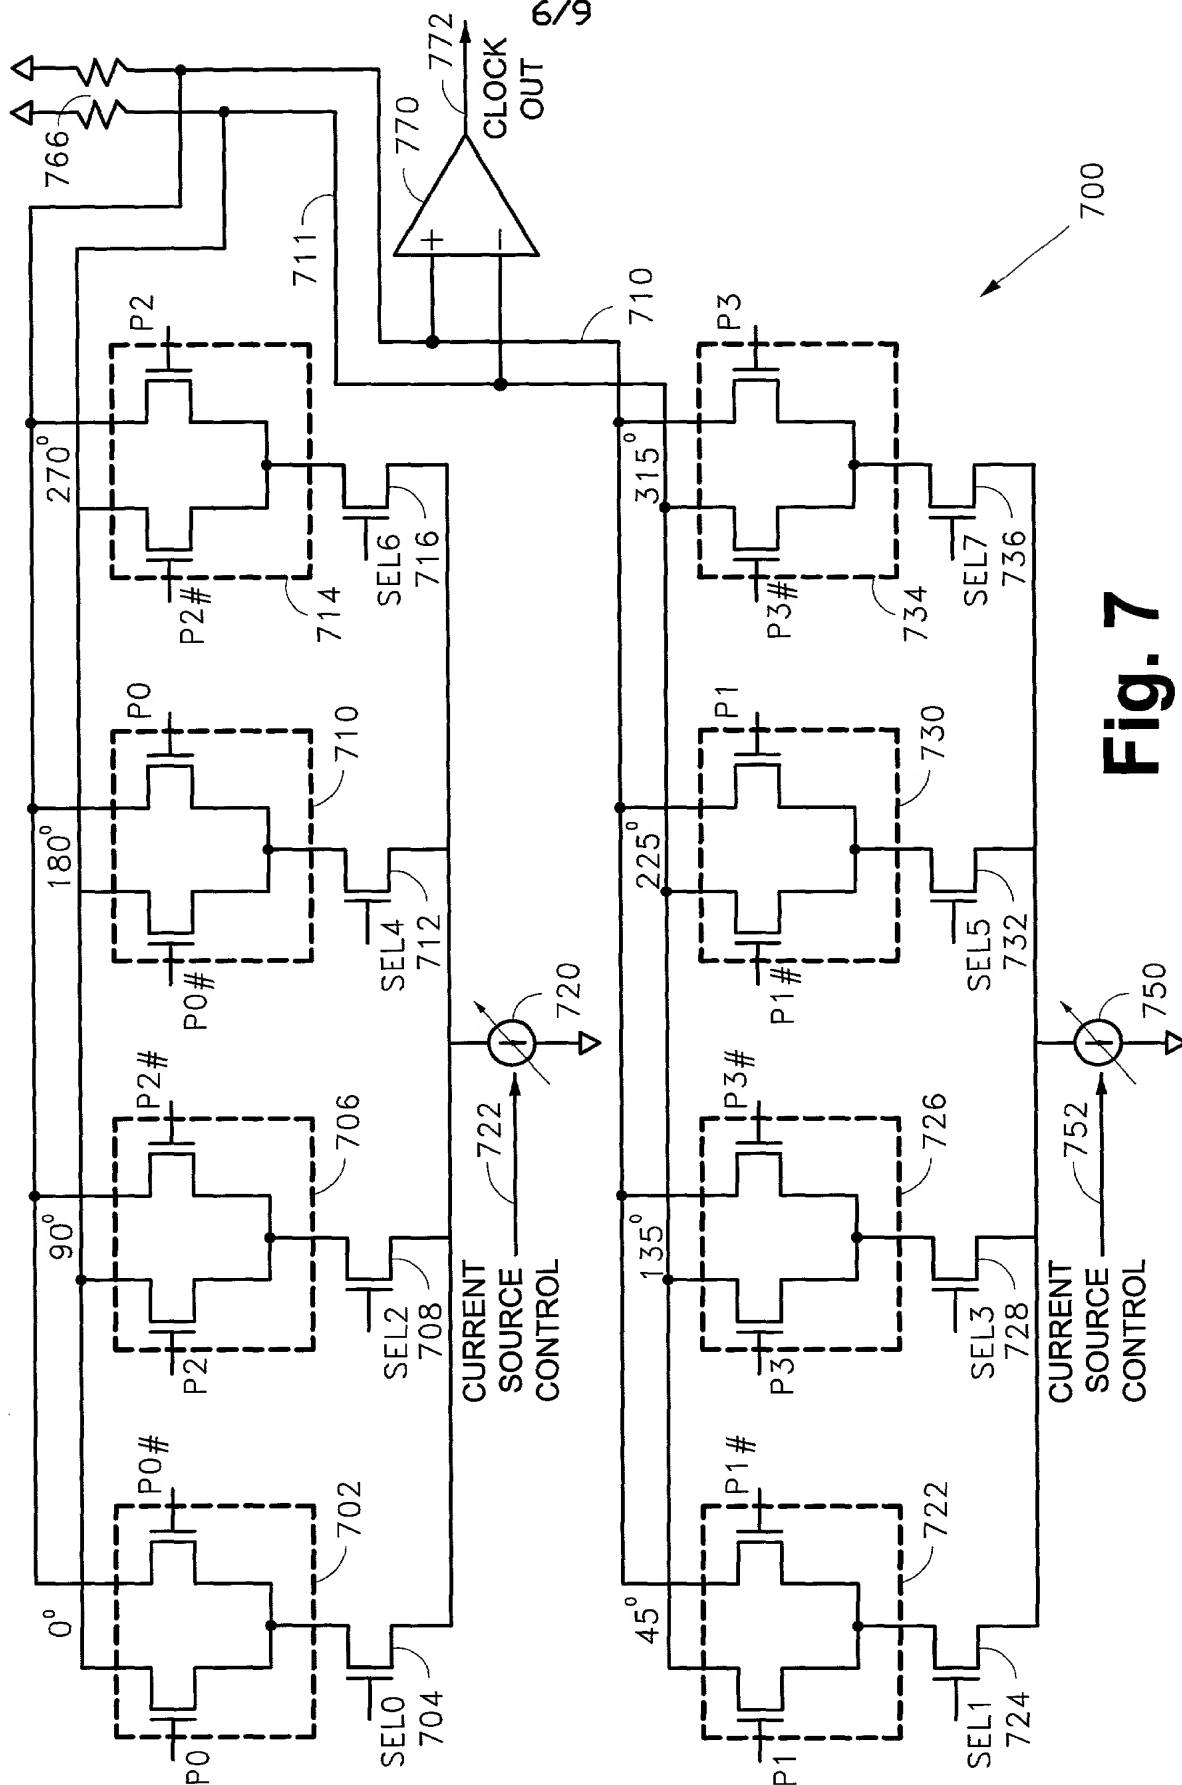 6/9
766
711
770
772
CLOCK
OUT
710
700
0°
90°
180°
270°
P0
P0#
702
SEL0
704
P2
P2#
706
SEL2
708
P0#
P0
710
SEL4
712
P2#
P2
714
SEL6
716
CURRENT
SOURCE
CONTROL
722
720
+
−
45°
135°
225°
315°
P1
P1#
722
SEL1
724
P3
P3#
726
SEL3
728
P1#
P1
730
SEL5
732
P3#
P3
734
SEL7
736
CURRENT
SOURCE
CONTROL
752
750
Fig. 7